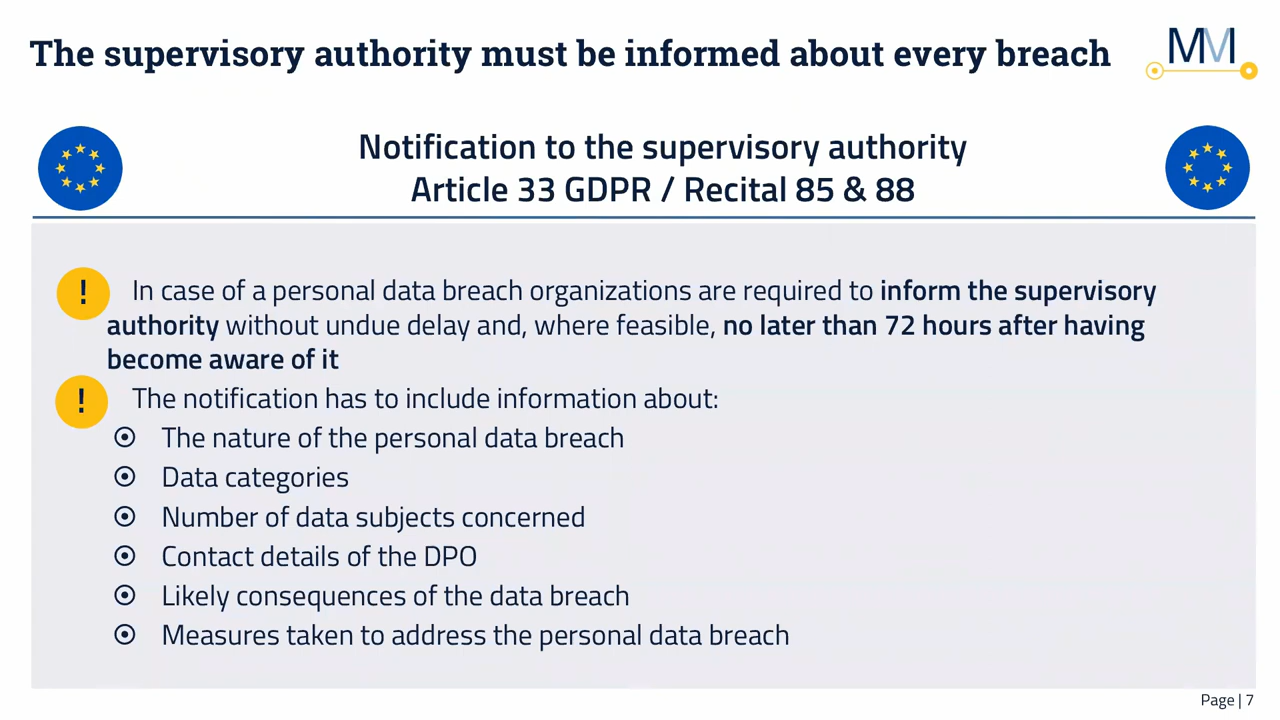 The supervisory authority must be informed about every breach
MM
Notification to the supervisory authority
Article 33 GDPR / Recital 85 & 88
! In case of a personal data breach organizations are required to inform the supervisory
authority without undue delay and, where feasible, no later than 72 hours after having
become aware of it
! The notification has to include information about:
The nature of the personal data breach
Data categories
Number of data subjects concerned
Contact details of the DPO
Likely consequences of the data breach
Measures taken to address the personal data breach
Page | 7